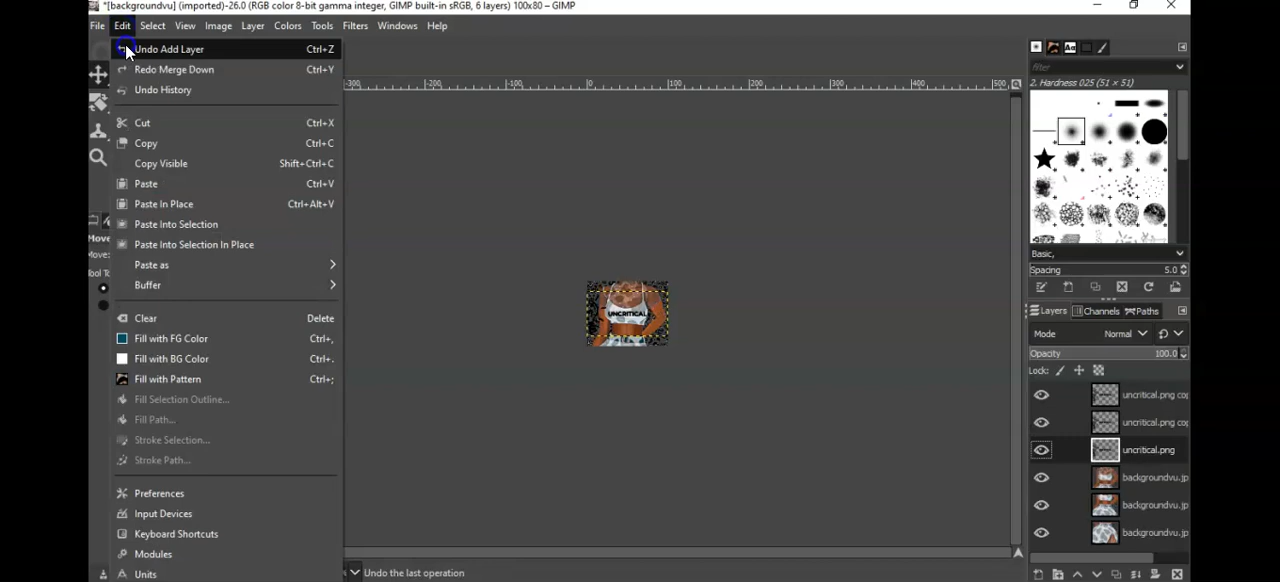 *[backgroundvu] (imported)-26.0 (RGB color 8-bit gamma integer, GIMP built-in sRGB, 6 layers) 100x80 – GIMP
File Edit Select View Image Layer Colors Tools Filters Windows Help
Undo Add Layer Ctrl+Z
Redo Merge Down Ctrl+Y
Undo History
Cut Ctrl+X
Copy Ctrl+C
Copy Visible Shift+Ctrl+C
Paste Ctrl+V
Paste In Place Ctrl+Alt+V
Paste Into Selection
Paste Into Selection In Place
Paste as
Buffer
Clear Delete
Fill with FG Color Ctrl+,
Fill with BG Color Ctrl+.
Fill with Pattern Ctrl+;
Fill Selection Outline...
Fill Path...
Stroke Selection...
Stroke Path...
Preferences
Input Devices
Keyboard Shortcuts
Modules
Units
Move
Move:
Tool To
-300 -200 -100 0 100 200 300 400 500
UNCRITICAL
Undo the last operation
filter
2. Hardness 025 (51 × 51)
Basic,
Spacing 5.0
Layers Channels Paths
Mode Normal
Opacity 100.0
Lock:
uncritical.png cop
uncritical.png cop
uncritical.png
backgroundvu.jp
backgroundvu.jp
backgroundvu.jp